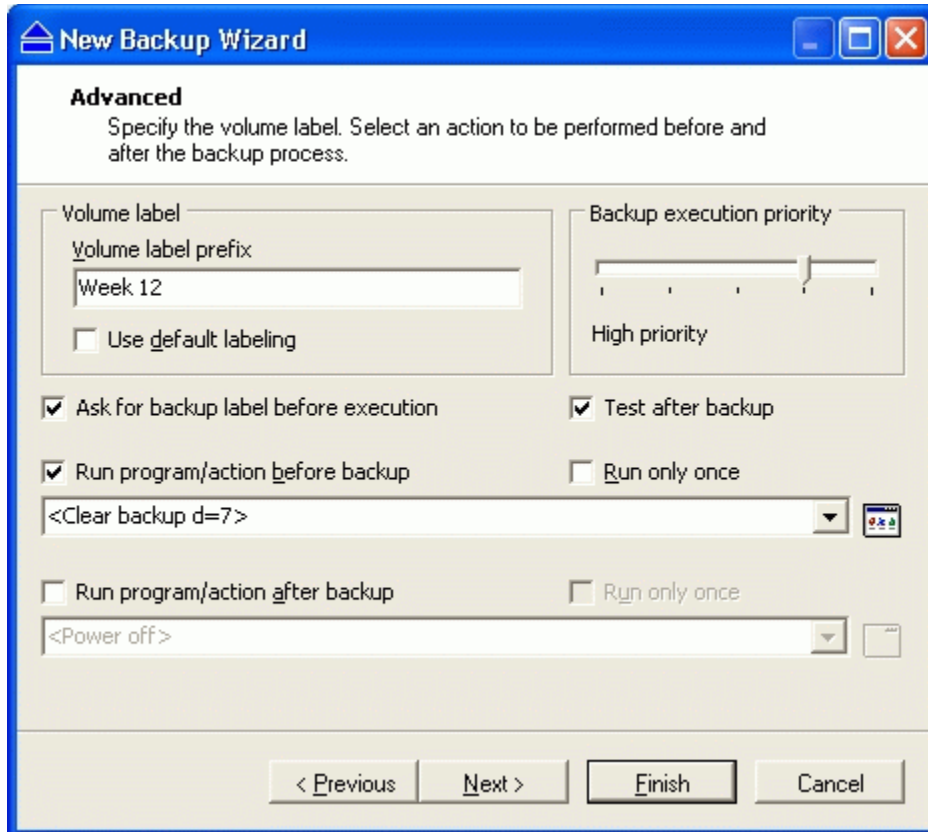 New Backup Wizard
Advanced
Specify the volume label. Select an action to be performed before and
after the backup process.
Volume label
Volume label prefix
Week 12
Use default labeling
Backup execution priority
High priority
Ask for backup label before execution
Test after backup
Run program/action before backup
Run only once
<Clear backup d=7>
Run program/action after backup
Run only once
<Power off>
< Previous
Next >
Finish
Cancel